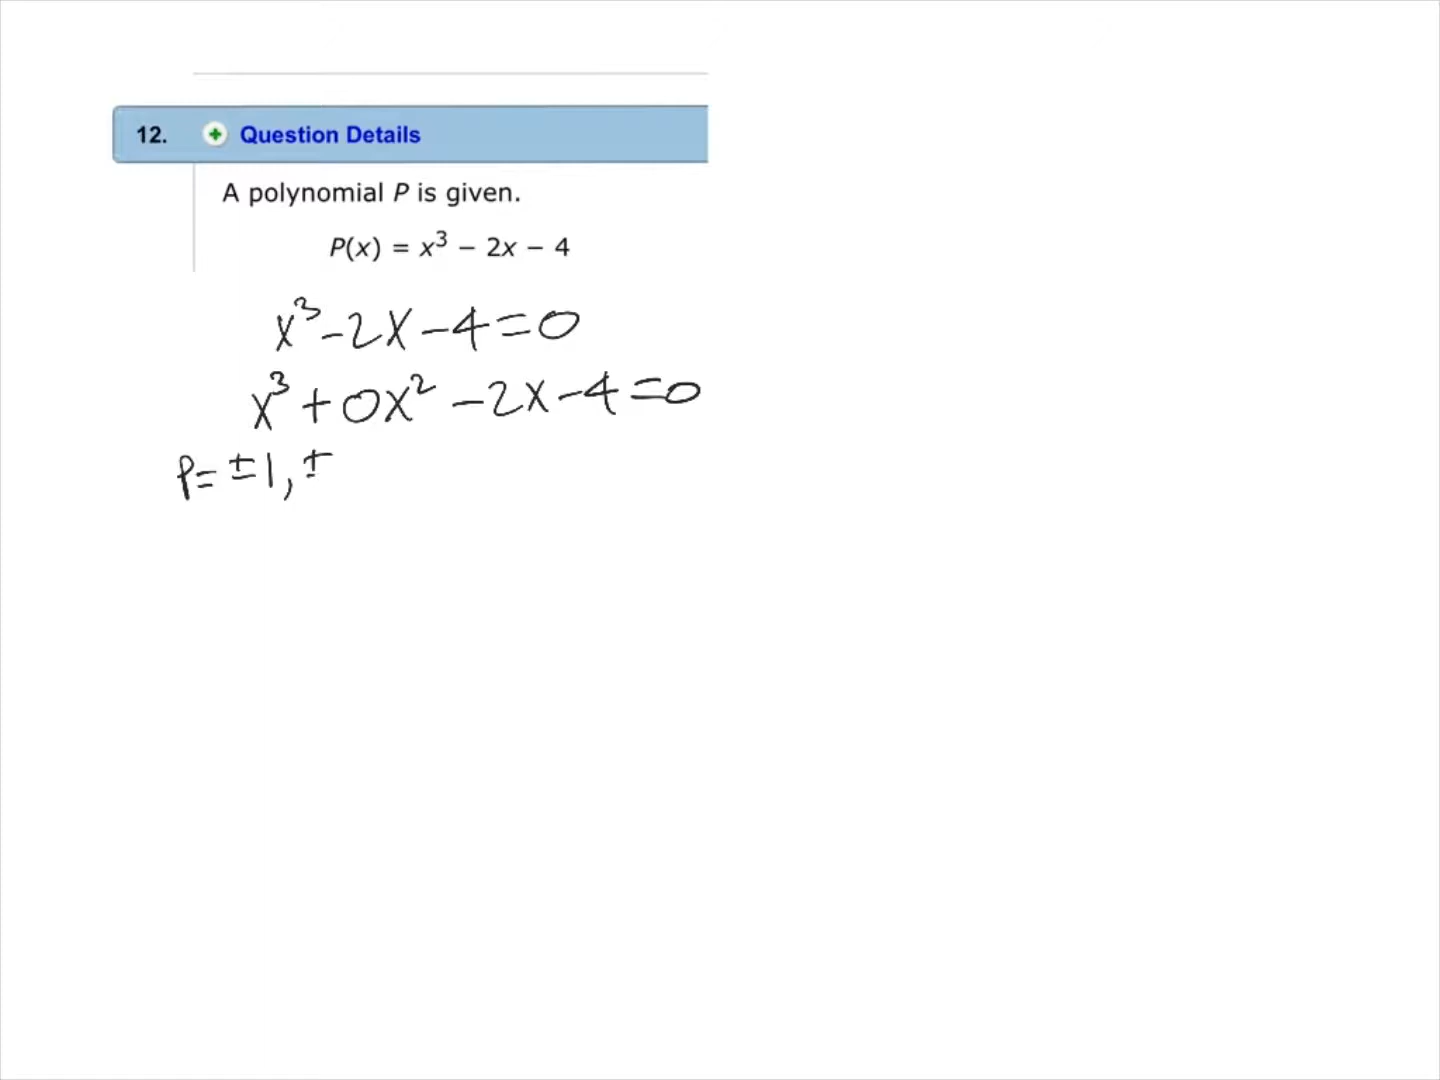 12. Question Details
A polynomial P is given.
P(x) = x³ − 2x − 4
x³-2x-4=0
x³+0x²-2x-4=0
P=±1,±